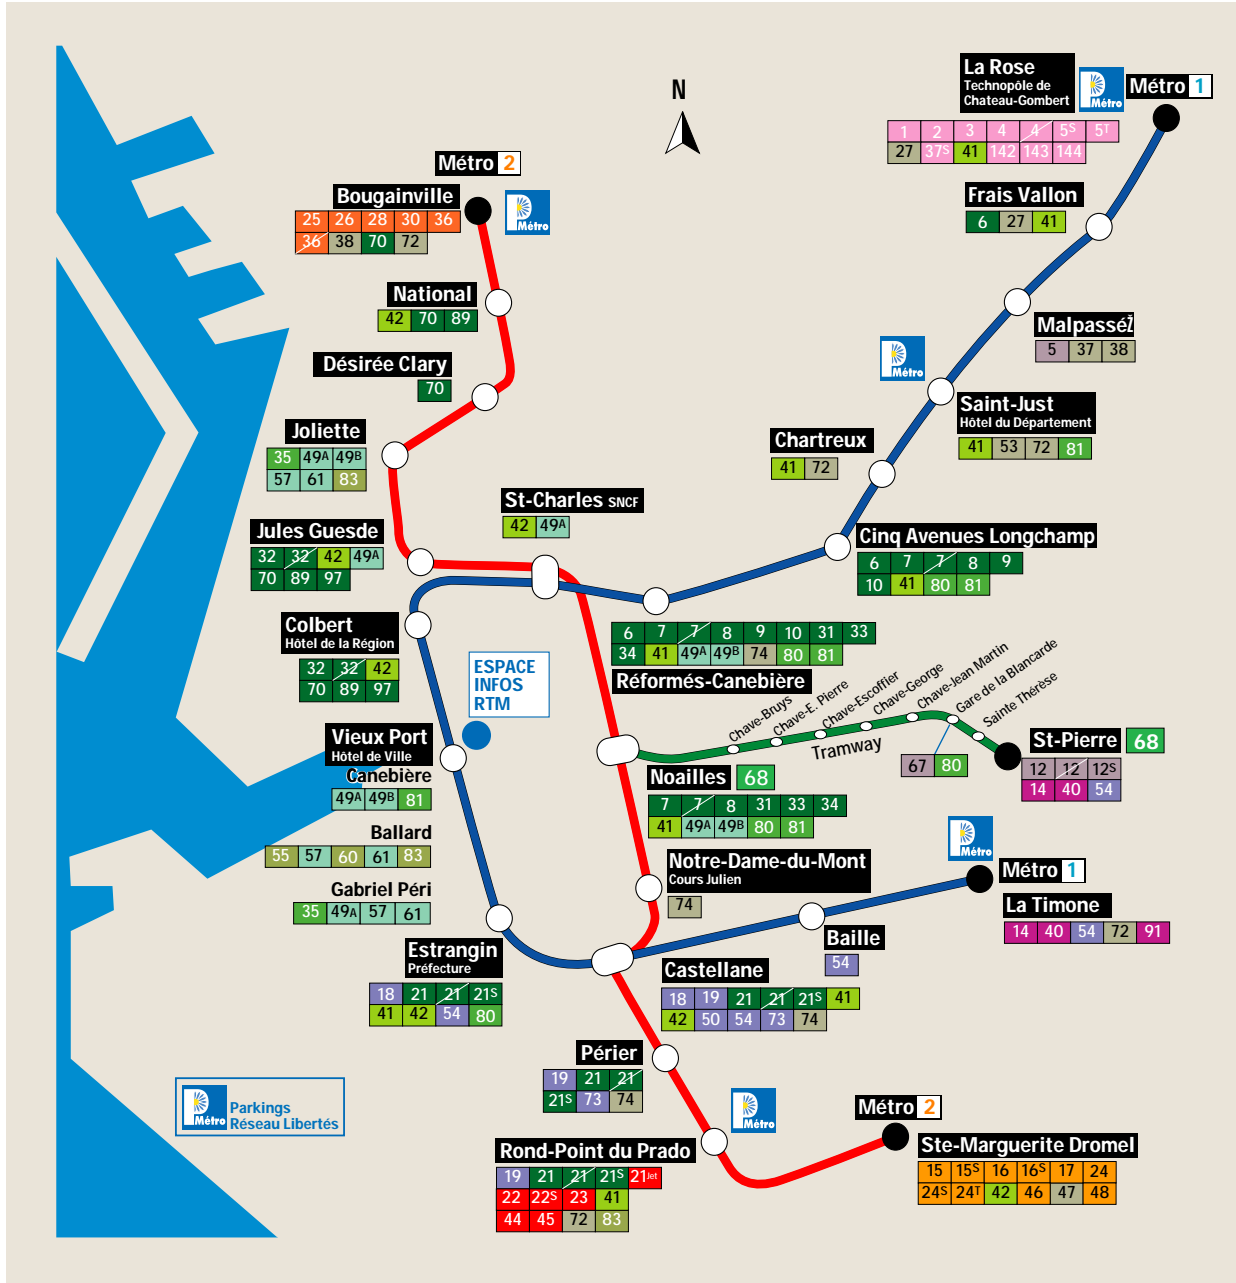 N
La Rose
Technopôle de
Chateau-Gombert
P
Métro
Métro 1
1 2 3 4 4 5S 5T
27 37S 41 142 143 144
Métro 2
Bougainville
P
Métro
25 26 28 30 36
36 38 70 72
Frais Vallon
6 27 41
National
42 70 89
Malpasséž
5 37 38
P
Métro
Désirée Clary
70
Saint-Just
Hôtel du Département
41 53 72 81
Joliette
35 49A 49B
57 61 83
Chartreux
41 72
St-Charles SNCF
42 49A
Jules Guesde
32 32 42 49A
70 89 97
Cinq Avenues Longchamp
6 7 7 8 9
10 41 80 81
Colbert
Hôtel de la Région
32 32 42
70 89 97
6 7 7 8 9 10 31 33
34 41 49A 49B 74 80 81
Réformés-Canebière
ESPACE
INFOS
RTM
Chave-Bruys
Chave-E. Pierre
Chave-Escoffier
Chave-George
Chave-Jean Martin
Gare de la Blancarde
Sainte Thérèse
Tramway
67 80
St-Pierre 68
12 12 12S
14 40 54
Vieux Port
Hôtel de Ville
Canebière
49A 49B 81
Noailles 68
7 7 8 31 33 34
41 49A 49B 80 81
Ballard
55 57 60 61 83
P
Métro
Notre-Dame-du-Mont
Cours Julien
74
Métro 1
La Timone
14 40 54 72 91
Gabriel Péri
35 49A 57 61
Baille
54
Estrangin
Préfecture
18 21 21 21S
41 42 54 80
Castellane
18 19 21 21 21S 41
42 50 54 73 74
Périer
19 21 21
21S 73 74
P
Métro
Parkings
Réseau Libertés
P
Métro
Métro 2
Rond-Point du Prado
19 21 21 21S 21Jet
22 22S 23 41
44 45 72 83
Ste-Marguerite Dromel
15 15S 16 16S 17 24
24S 24T 42 46 47 48